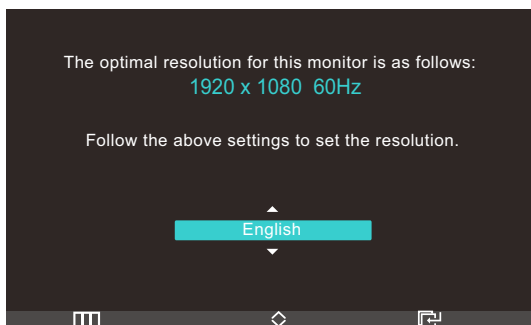 The optimal resolution for this monitor is as follows:
1920 x 1080 60Hz
Follow the above settings to set the resolution.
English